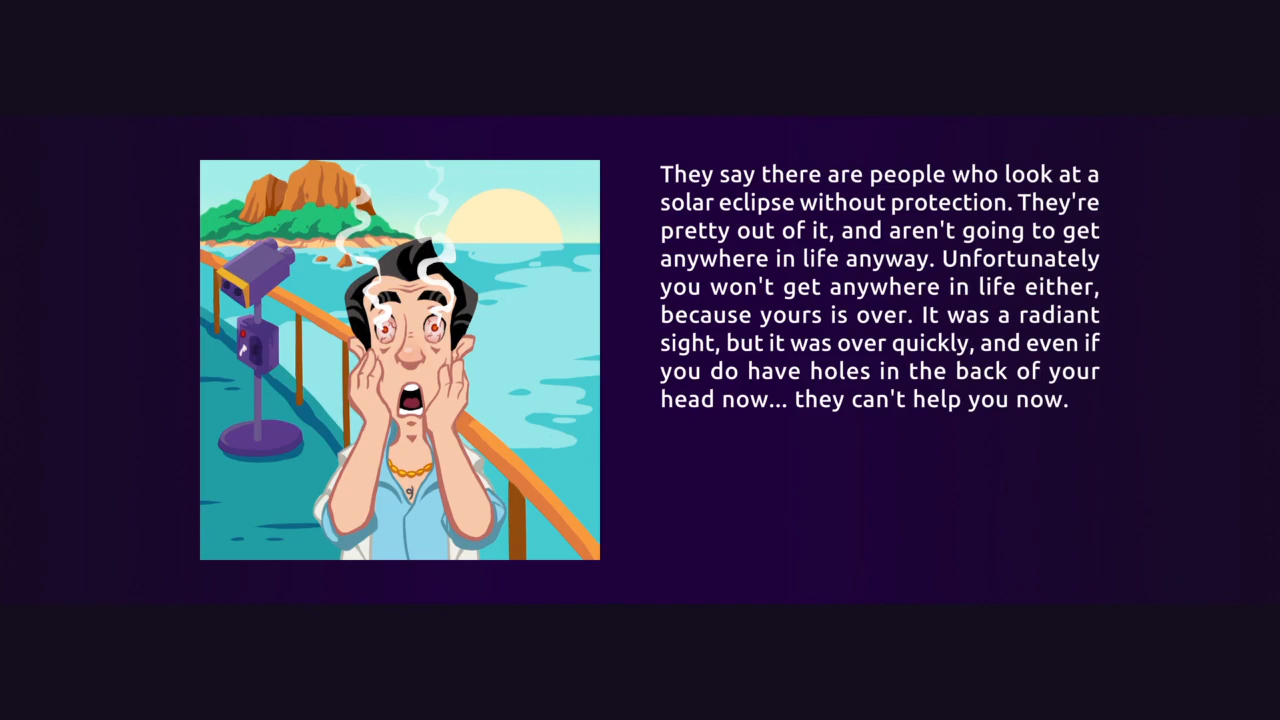 They say there are people who look at a
solar eclipse without protection. They're
pretty out of it, and aren't going to get
anywhere in life anyway. Unfortunately
you won't get anywhere in life either,
because yours is over. It was a radiant
sight, but it was over quickly, and even if
you do have holes in the back of your
head now... they can't help you now.